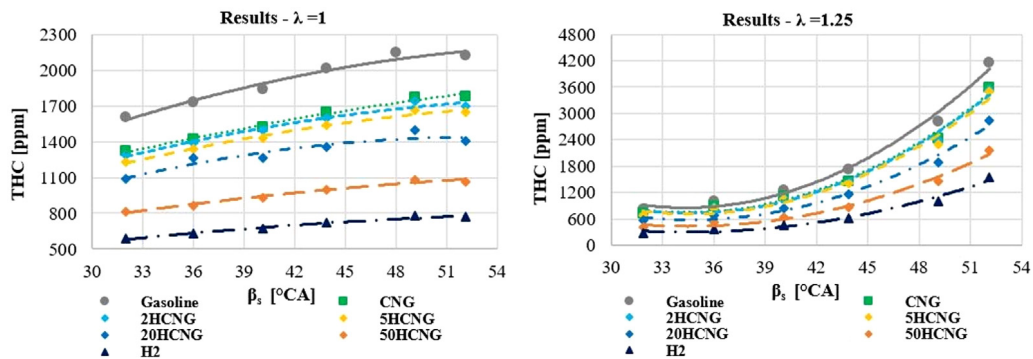 Results - λ =1
THC [ppm]
2300
2000
1700
1400
1100
800
500
30 33 36 39 42 45 48 51 54
βs [°CA]
Gasoline CNG
2HCNG 5HCNG
20HCNG 50HCNG
H2
Results - λ =1.25
THC [ppm]
4800
4200
3600
3000
2400
1800
1200
600
0
30 33 36 39 42 45 48 51 54
βs [°CA]
Gasoline CNG
2HCNG 5HCNG
20HCNG 50HCNG
H2